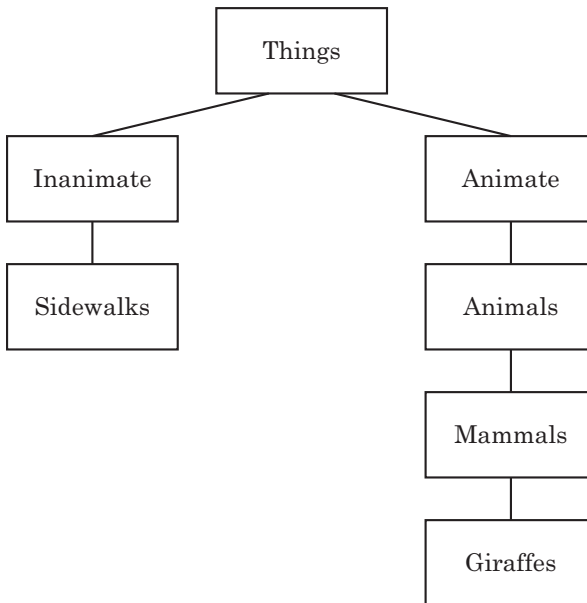 Things
Inanimate
Animate
Sidewalks
Animals
Mammals
Giraffes